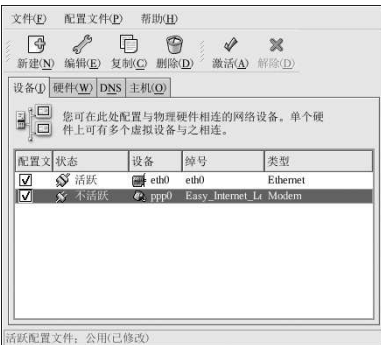 文件(F) 配置文件(P) 帮助(H)
新建(N) 编辑(E) 复制(C) 删除(D) 激活(A) 解除(D)
设备(I) 硬件(W) DNS 主机(O)
您可在此处配置与物理硬件相连的网络设备。单个硬
件上可有多个虚拟设备与之相连。
配置文 状态 设备 绰号 类型
活跃 eth0 eth0 Ethernet
不活跃 ppp0 Easy_Internet_Le Modem
活跃配置文件：公用(已修改)